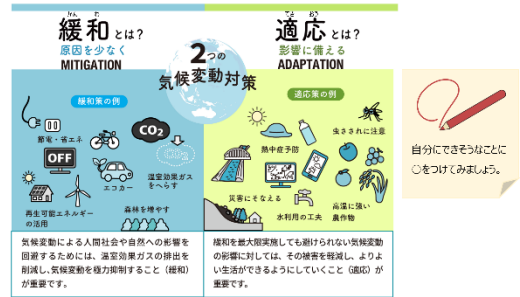 かん わ
緩和とは?
原因を少なく
MITIGATION
2つの
気候変動対策
てき おう
適応とは?
影響に備える
ADAPTATION
緩和策の例
節電・省エネ
OFF
CO2
CO2
エコカー
温室効果ガス
をへらす
再生可能エネルギー
の活用
森林を増やす
適応策の例
虫さされに注意
熱中症予防
災害にそなえる
水利用の工夫
高温に強い
農作物
気候変動による人間社会や自然への影響を
回避するためには、温室効果ガスの排出を
削減し、気候変動を極力抑制すること（緩和）
が重要です。
緩和を最大限実施しても避けられない気候変動
の影響に対しては、その被害を軽減し、よりよ
い生活ができるようにしていくこと（適応）が
重要です。
自分にできそうなことに
○をつけてみましょう。